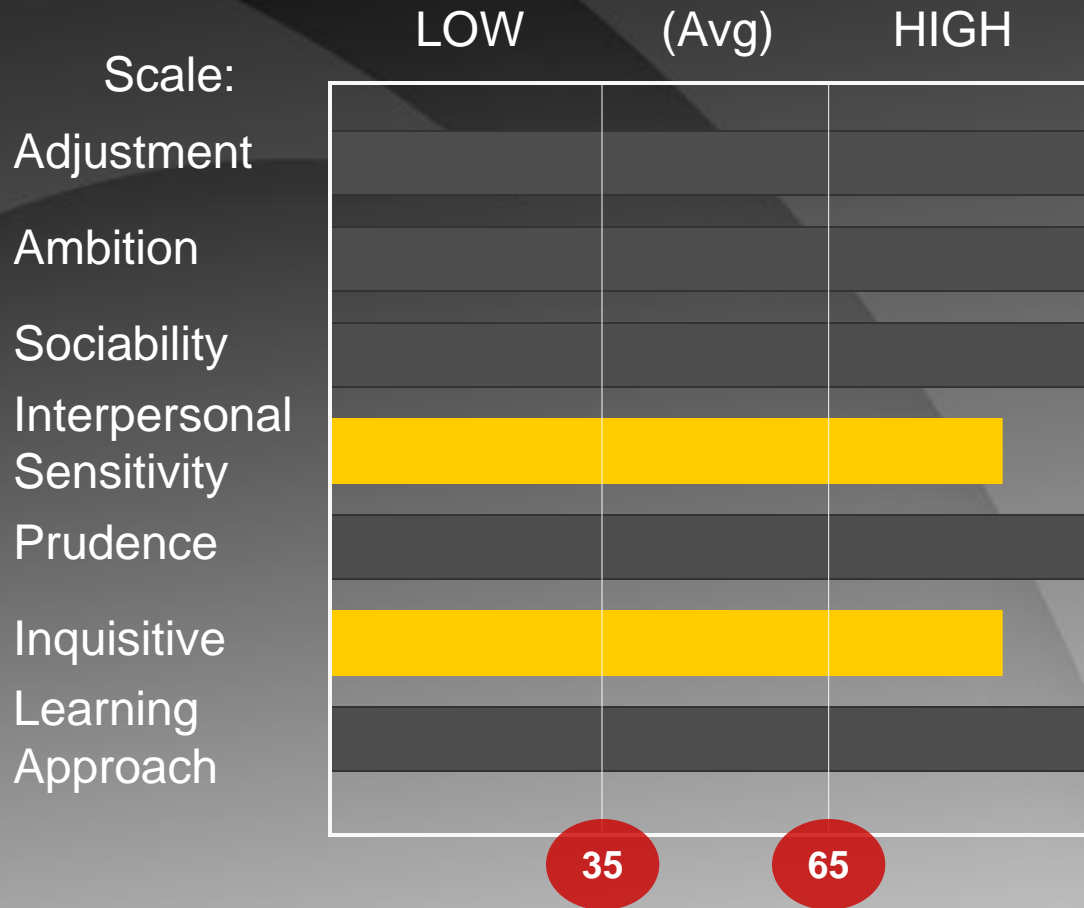 LOW (Avg) HIGH
Scale:
Adjustment
Ambition
Sociability
Interpersonal
Sensitivity
Prudence
Inquisitive
Learning
Approach
35 65